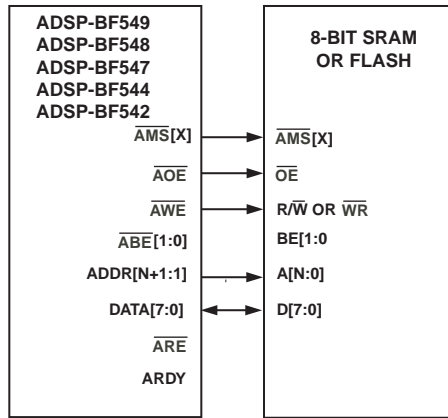 ADSP-BF549
ADSP-BF548
ADSP-BF547
ADSP-BF544
ADSP-BF542
AMS[X]
AOE
AWE
ABE[1:0]
ADDR[N+1:1]
DATA[7:0]
ARE
ARDY
8-BIT SRAM
OR FLASH
AMS[X]
OE
R/W OR WR
BE[1:0
A[N:0]
D[7:0]